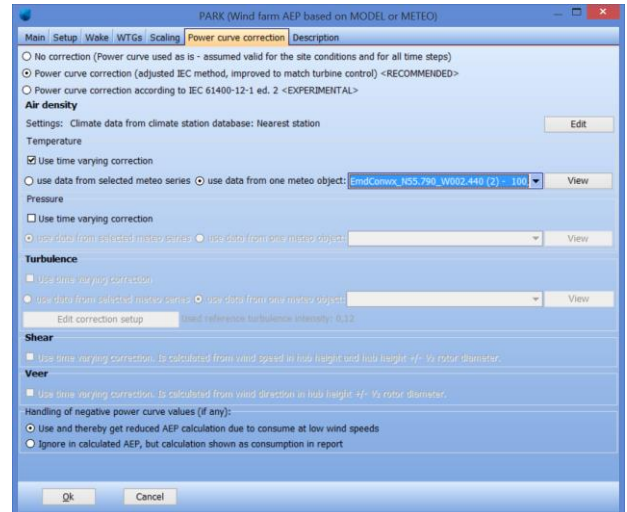 PARK (Wind farm AEP based on MODEL or METEO)
Main Setup Wake WTGs Scaling Power curve correction Description
No correction (Power curve used as is - assumed valid for the site conditions and for all time steps)
Power curve correction (adjusted IEC method, improved to match turbine control) <RECOMMENDED>
Power curve correction according to IEC 61400-12-1 ed. 2 <EXPERIMENTAL>
Air density
Settings: Climate data from climate station database: Nearest station Edit
Temperature
Use time varying correction
use data from selected meteo series use data from one meteo object: EmdConwx_N55.790_W002.440 (2) - 100, View
Pressure
Use time varying correction
use data from selected meteo series use data from one meteo object: View
Turbulence
Use time varying correction
use data from selected meteo series use data from one meteo object: View
Edit correction setup Used reference turbulence intensity: 0,12
Shear
Use time varying correction. Is calculated from wind speed in hub height and hub height +/- ½ rotor diameter.
Veer
Use time varying correction. Is calculated from wind direction in hub height +/- ½ rotor diameter.
Handling of negative power curve values (if any):
Use and thereby get reduced AEP calculation due to consume at low wind speeds
Ignore in calculated AEP, but calculation shown as consumption in report
Ok Cancel